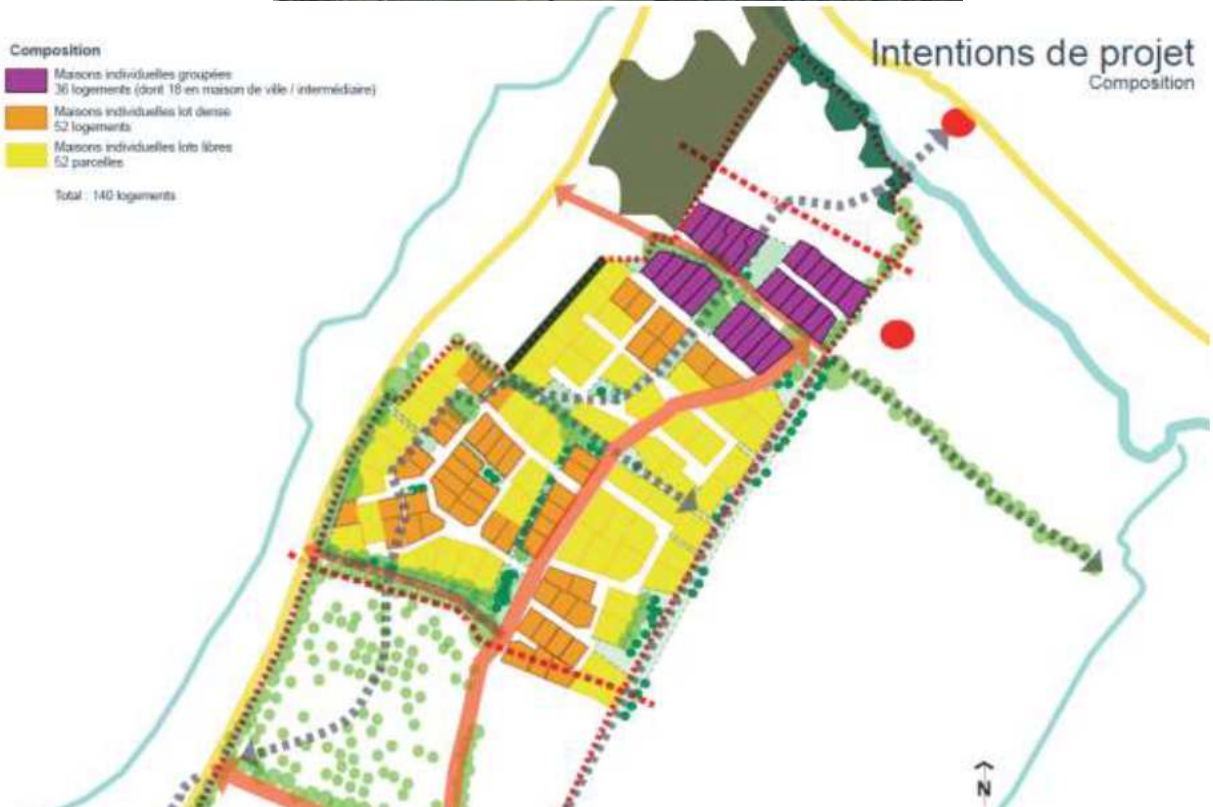 Intentions de projet
Composition
Composition
Maisons individuelles groupées
36 logements (dont 18 en maison de ville / intermédiaire)
Maisons individuelles lot dense
52 logements
Maisons individuelles lots libres
52 parcelles
Total : 140 logements
N